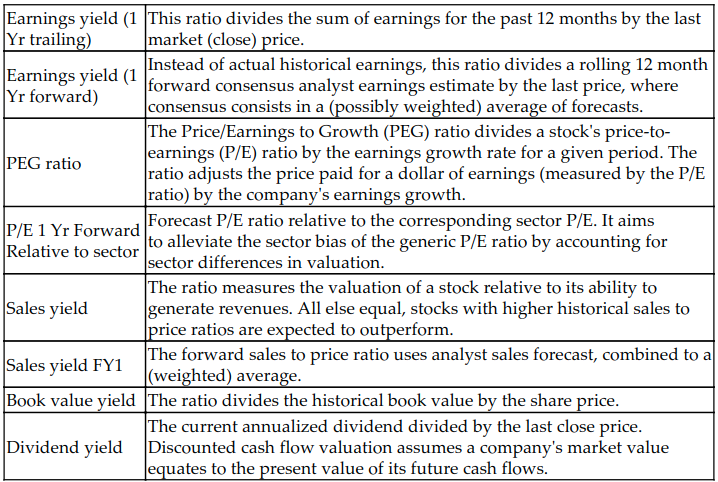 Earnings yield (1
Yr trailing)
This ratio divides the sum of earnings for the past 12 months by the last
market (close) price.
Earnings yield (1
Yr forward)
Instead of actual historical earnings, this ratio divides a rolling 12 month
forward consensus analyst earnings estimate by the last price, where
consensus consists in a (possibly weighted) average of forecasts.
PEG ratio
The Price/Earnings to Growth (PEG) ratio divides a stock's price-to-
earnings (P/E) ratio by the earnings growth rate for a given period. The
ratio adjusts the price paid for a dollar of earnings (measured by the P/E
ratio) by the company's earnings growth.
P/E 1 Yr Forward
Relative to sector
Forecast P/E ratio relative to the corresponding sector P/E. It aims
to alleviate the sector bias of the generic P/E ratio by accounting for
sector differences in valuation.
Sales yield
The ratio measures the valuation of a stock relative to its ability to
generate revenues. All else equal, stocks with higher historical sales to
price ratios are expected to outperform.
Sales yield FY1
The forward sales to price ratio uses analyst sales forecast, combined to a
(weighted) average.
Book value yield
The ratio divides the historical book value by the share price.
Dividend yield
The current annualized dividend divided by the last close price.
Discounted cash flow valuation assumes a company's market value
equates to the present value of its future cash flows.